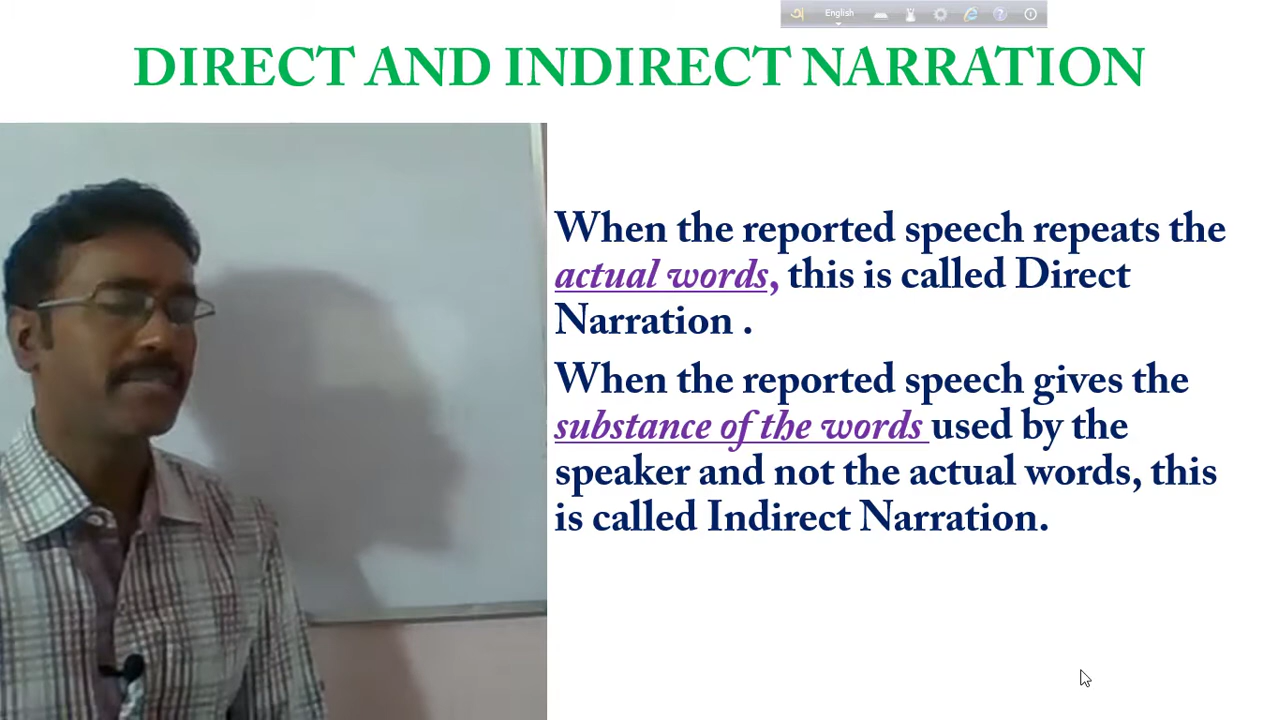 অ English
DIRECT AND INDIRECT NARRATION
When the reported speech repeats the
actual words, this is called Direct
Narration .
When the reported speech gives the
substance of the words used by the
speaker and not the actual words, this
is called Indirect Narration.